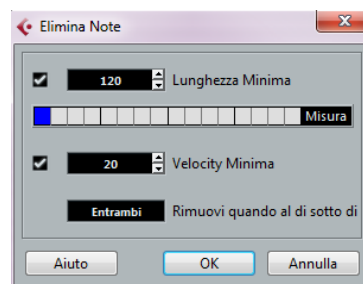 Elimina Note
120 Lunghezza Minima
Misura
20 Velocity Minima
Entrambi Rimuovi quando al di sotto di
Aiuto OK Annulla